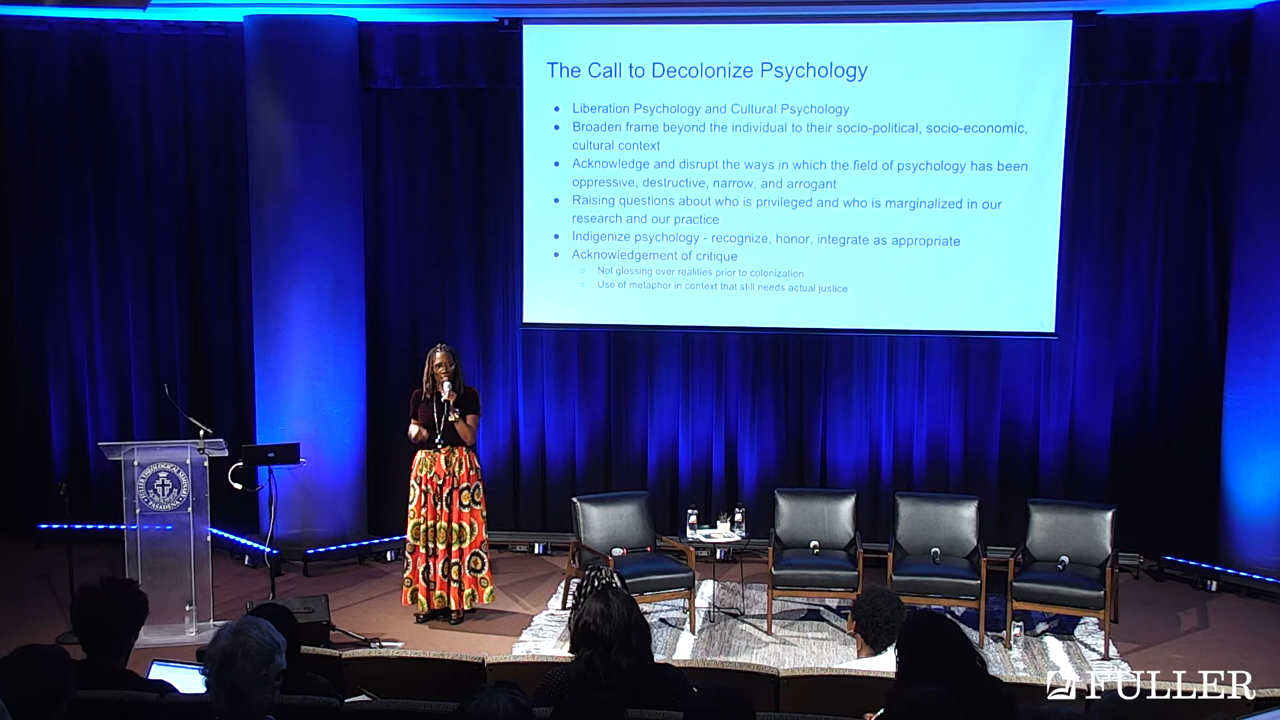 The Call to Decolonize Psychology
● Liberation Psychology and Cultural Psychology
● Broaden frame beyond the individual to their socio-political, socio-economic,
cultural context
● Acknowledge and disrupt the ways in which the field of psychology has been
oppressive, destructive, narrow, and arrogant
● Raising questions about who is privileged and who is marginalized in our
research and our practice
● Indigenize psychology - recognize, honor, integrate as appropriate
● Acknowledgement of critique
○ Not glossing over realities prior to colonization
○ Use of metaphor in context that still needs actual justice
FULLER THEOLOGICAL SEMINARY
PASADENA
FULLER